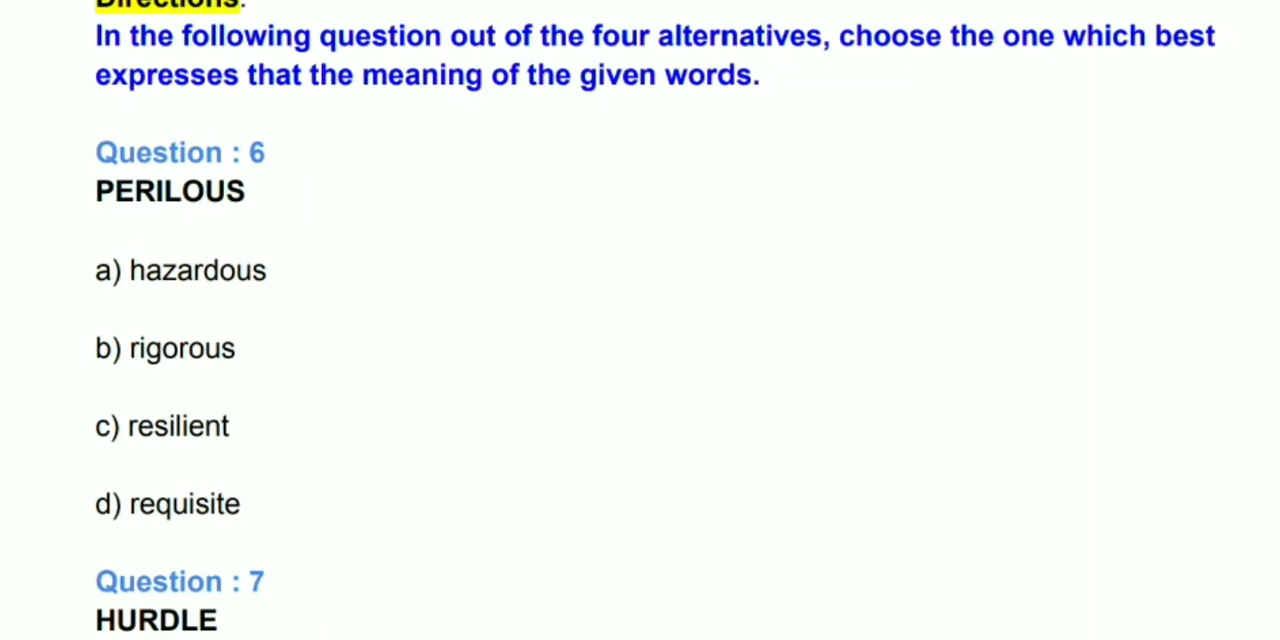 Directions.
In the following question out of the four alternatives, choose the one which best
expresses that the meaning of the given words.
Question : 6
PERILOUS
a) hazardous
b) rigorous
c) resilient
d) requisite
Question : 7
HURDLE